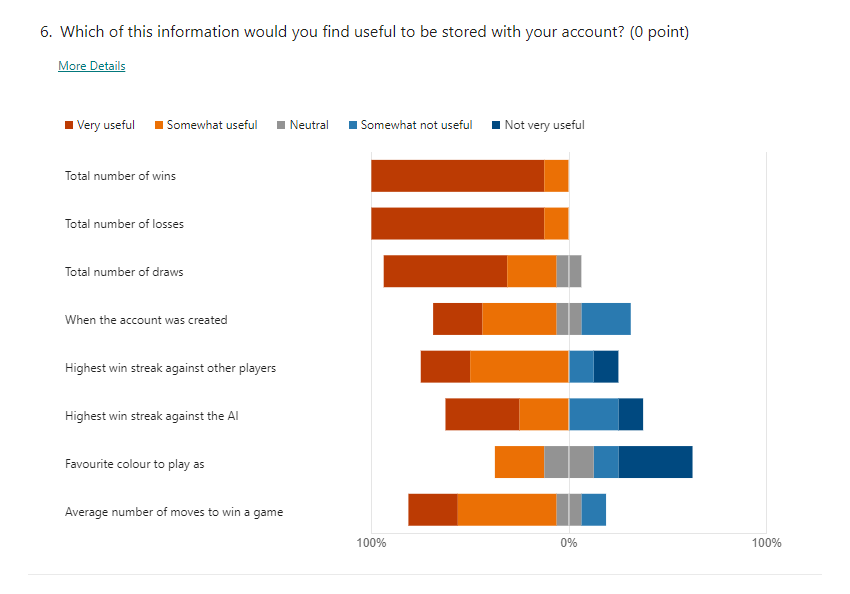 6. Which of this information would you find useful to be stored with your account? (0 point)
More Details
Very useful Somewhat useful Neutral Somewhat not useful Not very useful
Total number of wins
Total number of losses
Total number of draws
When the account was created
Highest win streak against other players
Highest win streak against the AI
Favourite colour to play as
Average number of moves to win a game
100% 0% 100%